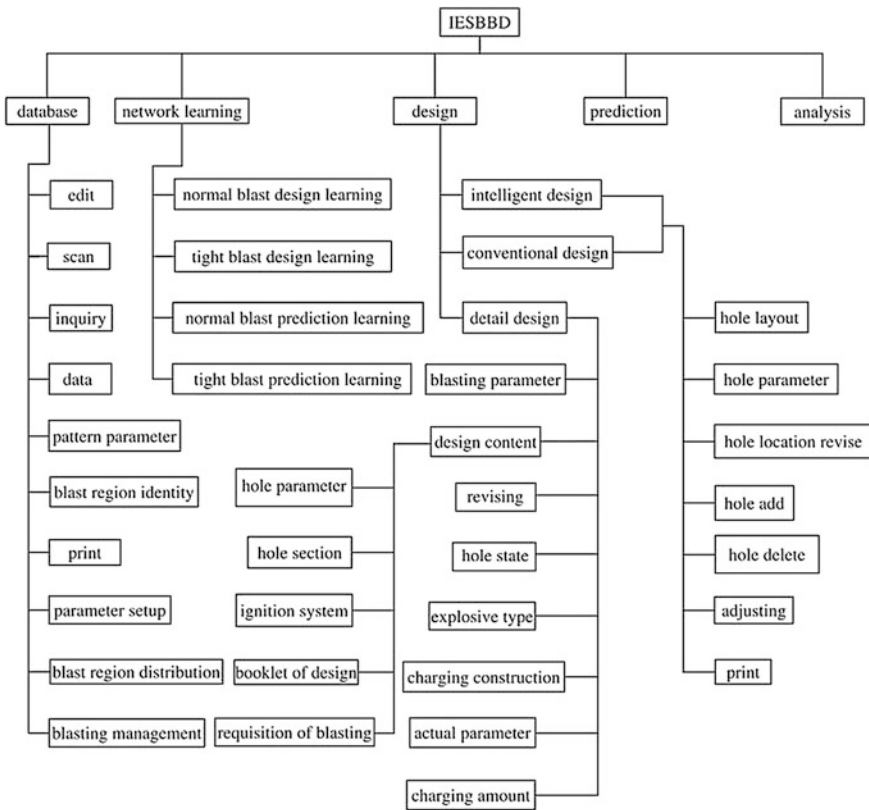 IESBBD
database
network learning
design
prediction
analysis
edit
normal blast design learning
intelligent design
scan
tight blast design learning
conventional design
inquiry
normal blast prediction learning
detail design
hole layout
data
tight blast prediction learning
blasting parameter
hole parameter
pattern parameter
design content
hole location revise
blast region identity
hole parameter
revising
hole add
print
hole section
hole state
hole delete
parameter setup
ignition system
explosive type
adjusting
blast region distribution
booklet of design
charging construction
print
blasting management
requisition of blasting
actual parameter
charging amount